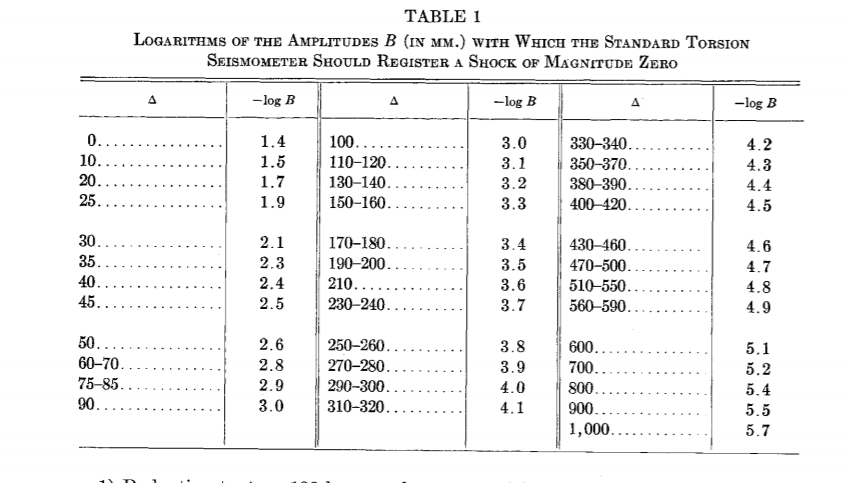 TABLE 1
LOGARITHMS OF THE AMPLITUDES B (IN MM.) WITH WHICH THE STANDARD TORSION
SEISMOMETER SHOULD REGISTER A SHOCK OF MAGNITUDE ZERO
Δ −log B Δ −log B Δ −log B
0................ 1.4 100............ 3.0 330–340........... 4.2
10................ 1.5 110–120......... 3.1 350–370........... 4.3
20................ 1.7 130–140......... 3.2 380–390........... 4.4
25................ 1.9 150–160......... 3.3 400–420........... 4.5
30................ 2.1 170–180......... 3.4 430–460........... 4.6
35................ 2.3 190–200......... 3.5 470–500........... 4.7
40................ 2.4 210............ 3.6 510–550........... 4.8
45................ 2.5 230–240......... 3.7 560–590........... 4.9
50................ 2.6 250–260......... 3.8 600............ 5.1
60–70............. 2.8 270–280......... 3.9 700............ 5.2
75–85............. 2.9 290–300......... 4.0 800............ 5.4
90................ 3.0 310–320......... 4.1 900............ 5.5
1,000............. 5.7